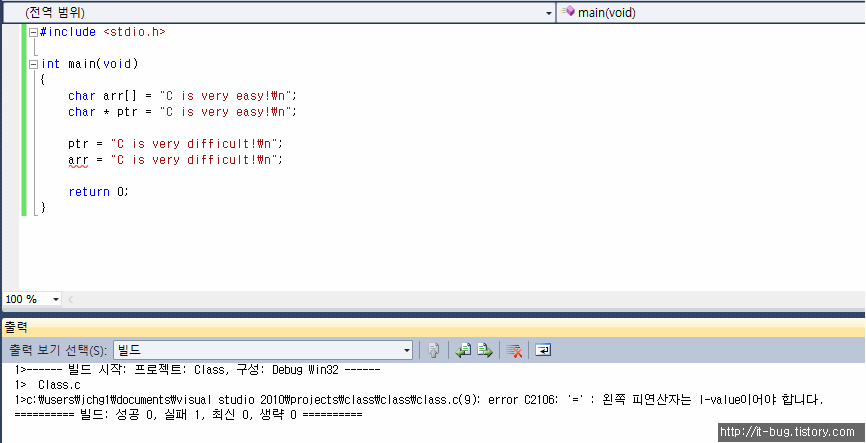 (전역 범위)
main(void)
#include <stdio.h>
int main(void)
{
char arr[] = "C is very easy!₩n";
char * ptr = "C is very easy!₩n";
ptr = "C is very difficult!₩n";
arr = "C is very difficult!₩n";
return 0;
}
100 %
출력
출력 보기 선택(S):
빌드
1>------ 빌드 시작: 프로젝트: Class, 구성: Debug Win32 ------
1>  Class.c
1>c:₩users₩jchg1₩documents₩visual studio 2010₩projects₩class₩class₩class.c(9): error C2106: '=' : 왼쪽 피연산자는 l-value이어야 합니다.
========== 빌드: 성공 0, 실패 1, 최신 0, 생략 0 ==========
http://it-bug.tistory.com